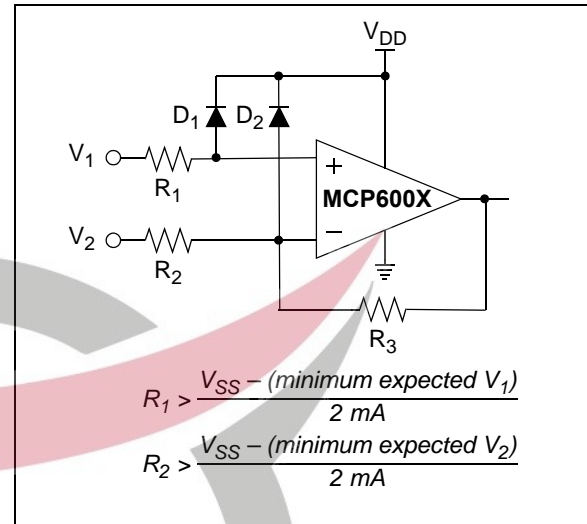 V_DD
D_1 D_2
V_1
R_1
+
MCP600X
V_2
R_2
–
R_3
R_1 > V_SS – (minimum expected V_1) / 2 mA
R_2 > V_SS – (minimum expected V_2) / 2 mA